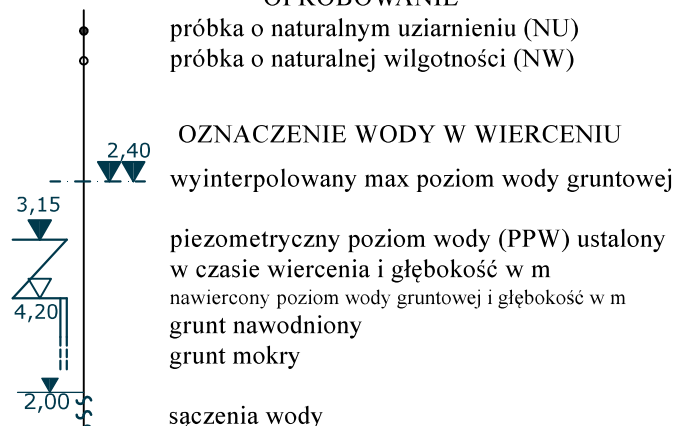 OPRÓBOWANIE
próbka o naturalnym uziarnieniu (NU)
próbka o naturalnej wilgotności (NW)
OZNACZENIE WODY W WIERCENIU
2,40
wyinterpolowany max poziom wody gruntowej
3,15
piezometryczny poziom wody (PPW) ustalony
w czasie wiercenia i głębokość w m
nawiercony poziom wody gruntowej i głębokość w m
4,20
grunt nawodniony
grunt mokry
2,00
sączenia wody